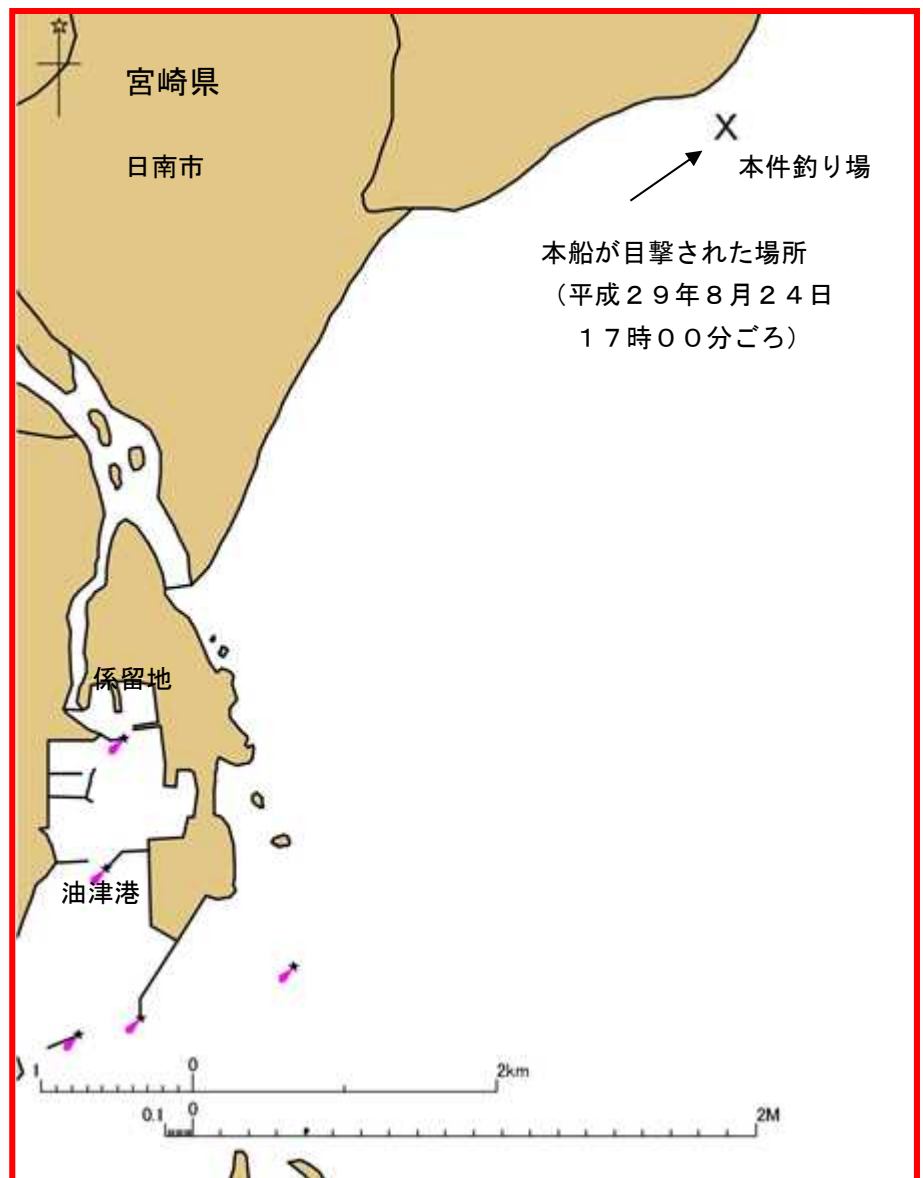 宮崎県
日南市
X
本件釣り場
本船が目撃された場所
（平成２９年８月２４日
１７時００分ごろ）
係留地
油津港
1 0 2km
0.1 0 2M